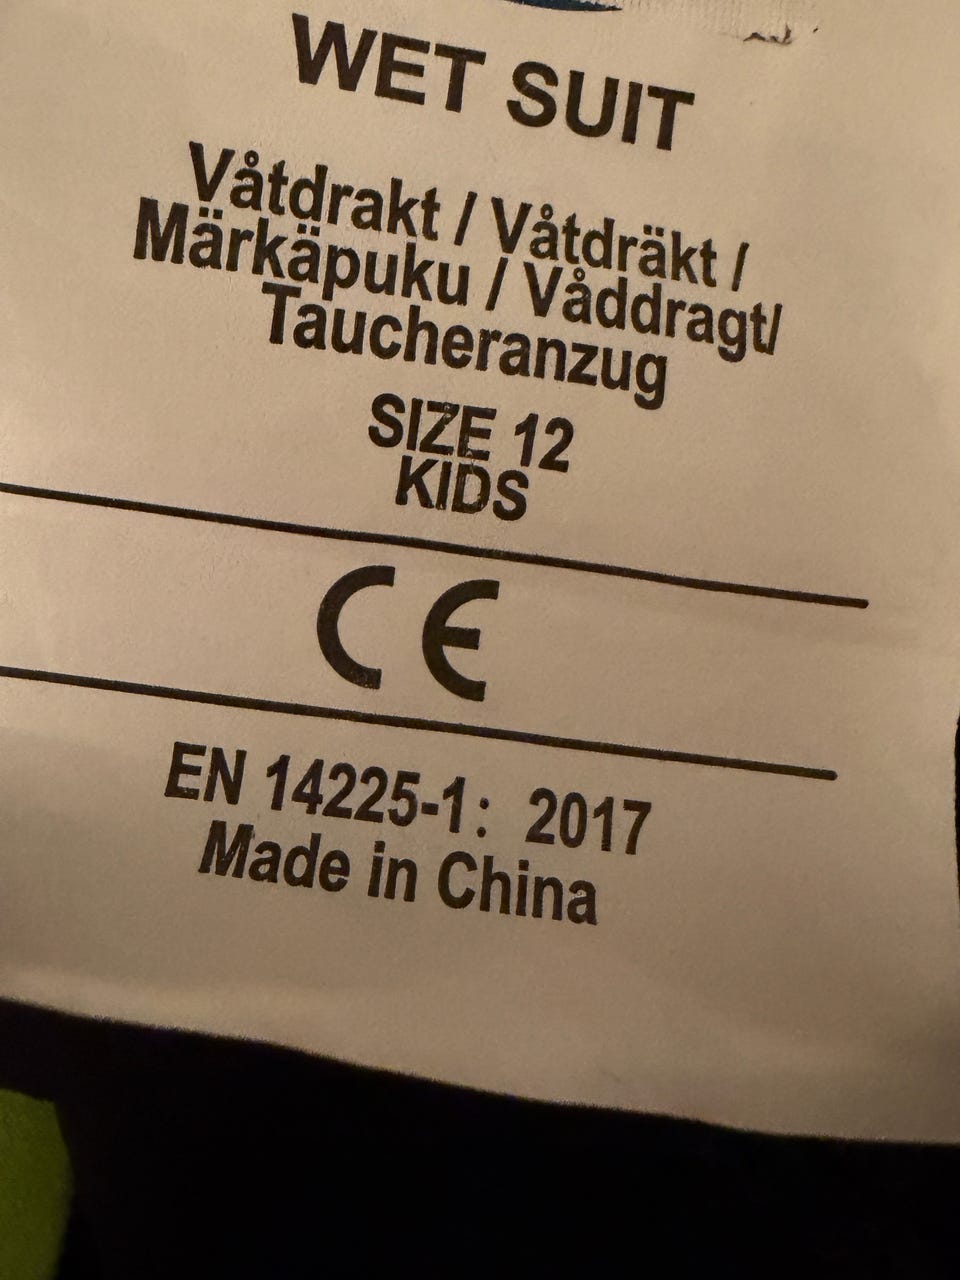 WET SUIT
Våtdrakt / Våtdräkt /
Märkäpuku / Våddragt/
Taucheranzug
SIZE 12
KIDS
CE
EN 14225-1: 2017
Made in China